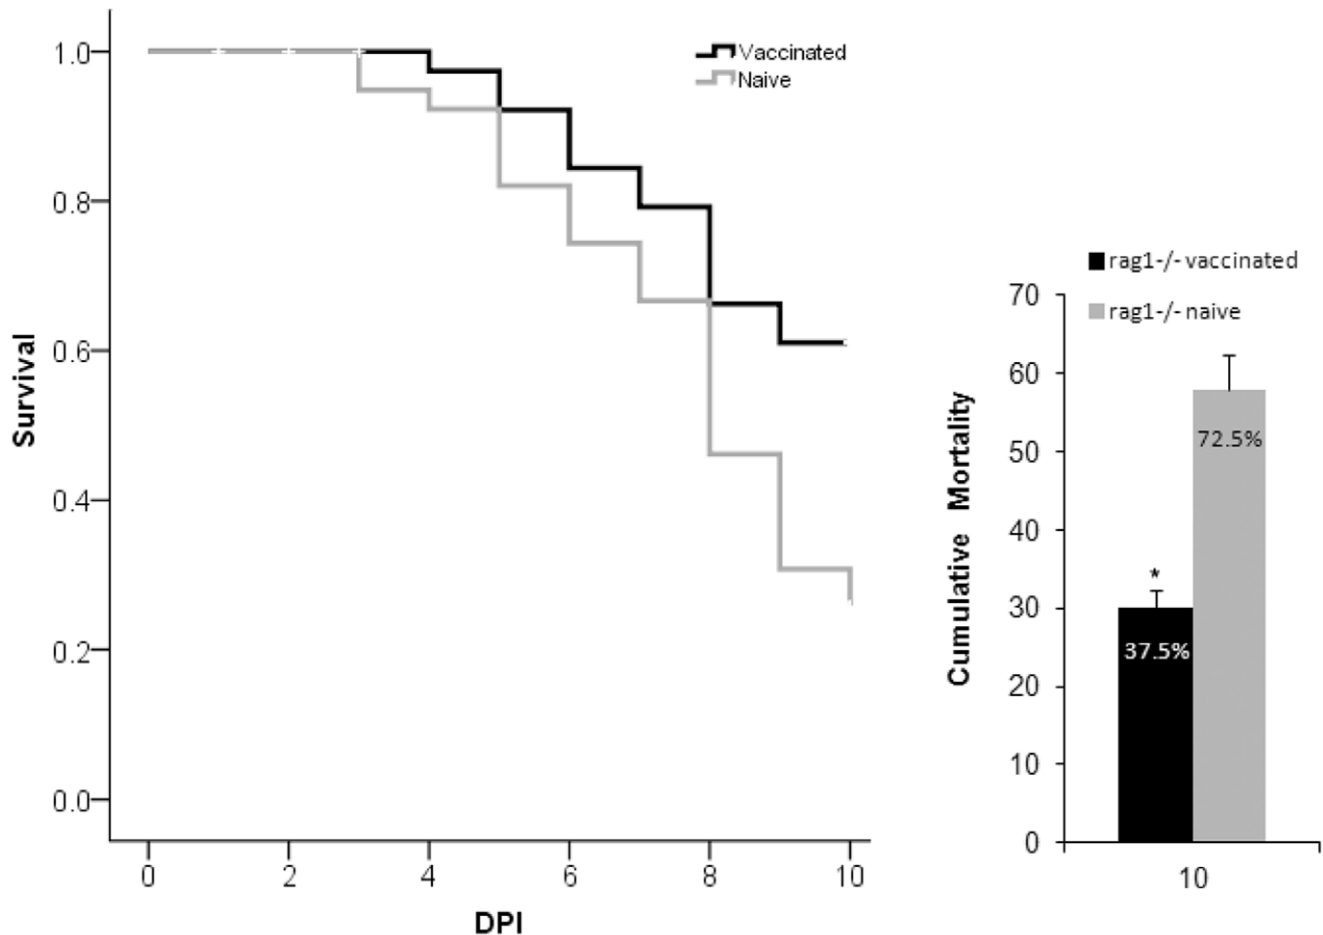 1.0
0.8
0.6
0.4
0.2
0.0
Survival
0 2 4 6 8 10
DPI
Vaccinated
Naive
rag1-/- vaccinated
rag1-/- naive
70
60
50
40
30
20
10
0
Cumulative Mortality
*
37.5%
72.5%
10